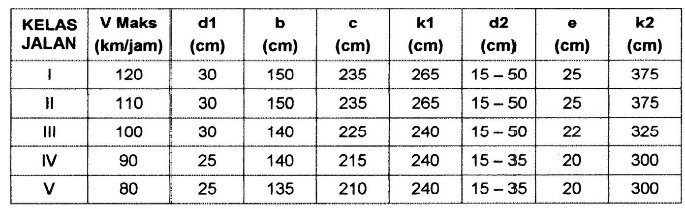 KELAS JALAN | V Maks (km/jam) | d1 (cm) | b (cm) | c (cm) | k1 (cm) | d2 (cm) | e (cm) | k2 (cm)
I | 120 | 30 | 150 | 235 | 265 | 15 – 50 | 25 | 375
II | 110 | 30 | 150 | 235 | 265 | 15 – 50 | 25 | 375
III | 100 | 30 | 140 | 225 | 240 | 15 – 50 | 22 | 325
IV | 90 | 25 | 140 | 215 | 240 | 15 – 35 | 20 | 300
V | 80 | 25 | 135 | 210 | 240 | 15 – 35 | 20 | 300